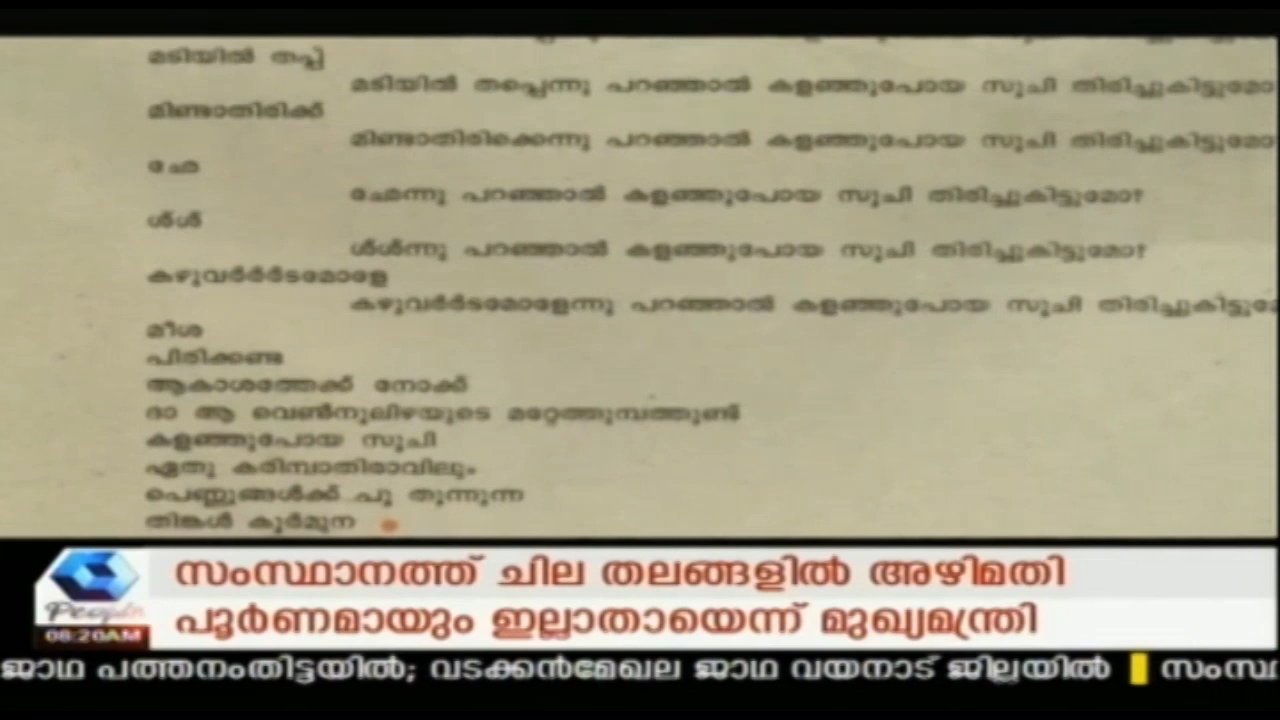 മടിയിൽ തപ്പ്
മടിയിൽ തപ്പെന്നു പറഞ്ഞാൽ കളഞ്ഞുപോയ സൂചി തിരിച്ചുകിട്ടുമോ
മിണ്ടാതിരിക്ക്
മിണ്ടാതിരിക്കെന്നു പറഞ്ഞാൽ കളഞ്ഞുപോയ സൂചി തിരിച്ചുകിട്ടുമോ
ഛേ
ഛേന്നു പറഞ്ഞാൽ കളഞ്ഞുപോയ സൂചി തിരിച്ചുകിട്ടുമോ?
ശ്ശ്
ശ്ശ്ന്നു പറഞ്ഞാൽ കളഞ്ഞുപോയ സൂചി തിരിച്ചുകിട്ടുമോ?
കഴുവർർർടമോളേ
കഴുവർർടമോളേന്നു പറഞ്ഞാൽ കളഞ്ഞുപോയ സൂചി തിരിച്ചുകിട്ടുമോ
മീശ
പിരിക്കണ്ട
ആകാശത്തേക്ക് നോക്ക്
ദാ ആ വെൺനൂലിഴയുടെ മറ്റേത്തുമ്പത്തുണ്ട്
കളഞ്ഞുപോയ സൂചി
ഏതു കരിമ്പാതിരാവിലും
പെണ്ണുങ്ങൾക്ക് പൂ തുന്നുന്ന
തിങ്കൾ കൂർമുന
സംസ്ഥാനത്ത് ചില തലങ്ങളിൽ അഴിമതി
പൂർണമായും ഇല്ലാതായെന്ന് മുഖ്യമന്ത്രി
People
08:20AM
ജാഥ പത്തനംതിട്ടയിൽ; വടക്കൻമേഖല ജാഥ വയനാട് ജില്ലയിൽ സംസ്ഥ